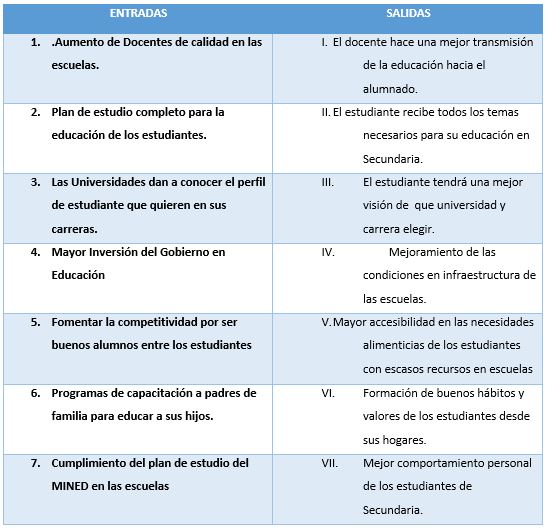 ENTRADAS SALIDAS
1. .Aumento de Docentes de calidad en las
escuelas.
I. El docente hace una mejor transmisión
de la educación hacia el
alumnado.
2. Plan de estudio completo para la
educación de los estudiantes.
II. El estudiante recibe todos los temas
necesarios para su educación en
Secundaria.
3. Las Universidades dan a conocer el perfil
de estudiante que quieren en sus
carreras.
III. El estudiante tendrá una mejor
visión de que universidad y
carrera elegir.
4. Mayor Inversión del Gobierno en
Educación
IV. Mejoramiento de las
condiciones en infraestructura de
las escuelas.
5. Fomentar la competitividad por ser
buenos alumnos entre los estudiantes
V. Mayor accesibilidad en las necesidades
alimenticias de los estudiantes
con escasos recursos en escuelas
6. Programas de capacitación a padres de
familia para educar a sus hijos.
VI. Formación de buenos hábitos y
valores de los estudiantes desde
sus hogares.
7. Cumplimiento del plan de estudio del
MINED en las escuelas
VII. Mejor comportamiento personal
de los estudiantes de
Secundaria.